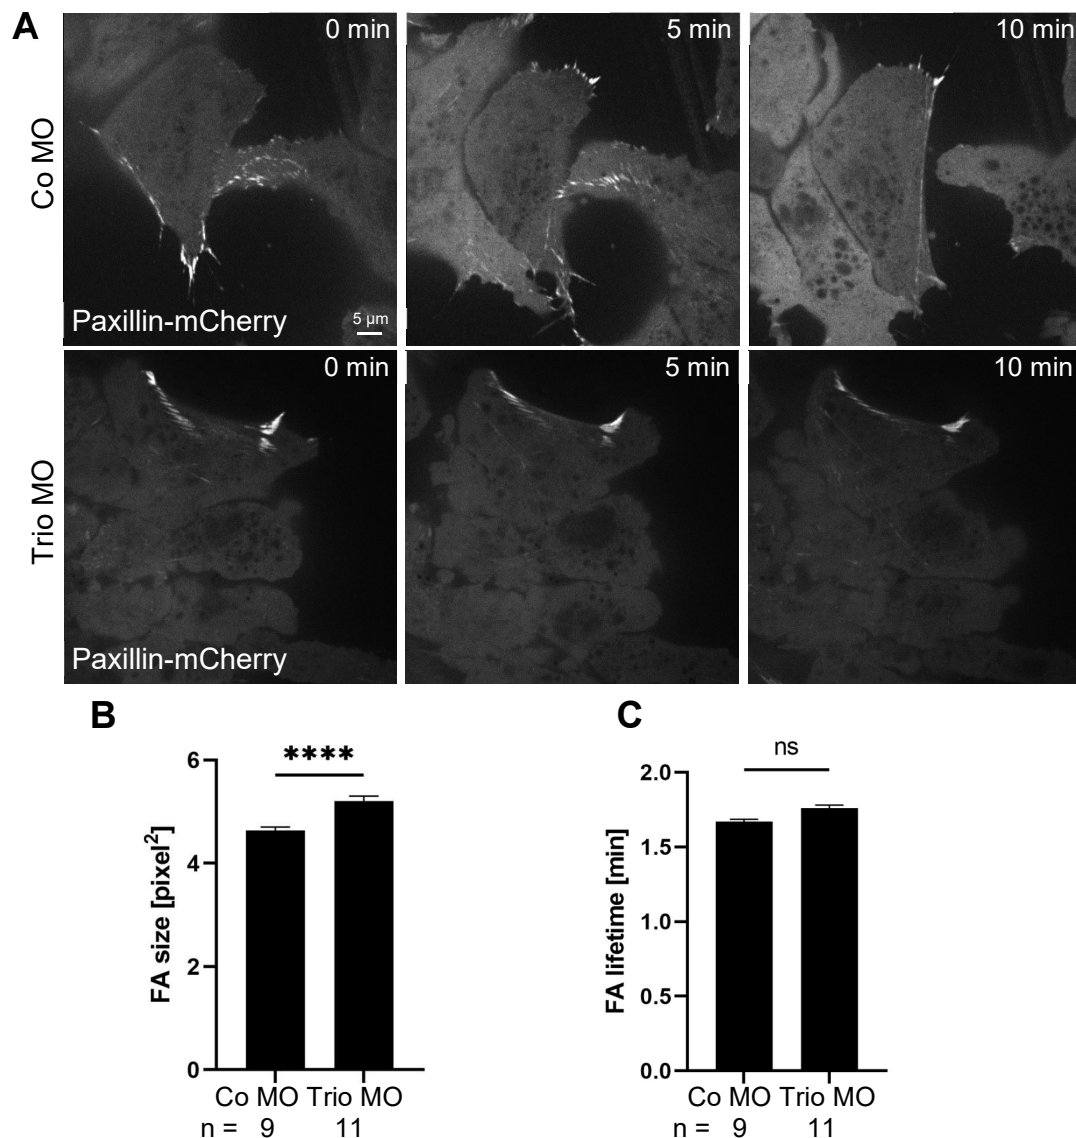 A
0 min
5 min
10 min
Co MO
Paxillin-mCherry
5 µm
0 min
5 min
10 min
Trio MO
Paxillin-mCherry
B
****
FA size [pixel²]
6
4
2
0
Co MO Trio MO
n = 9 11
C
ns
FA lifetime [min]
2.0
1.5
1.0
0.5
0.0
Co MO Trio MO
n = 9 11